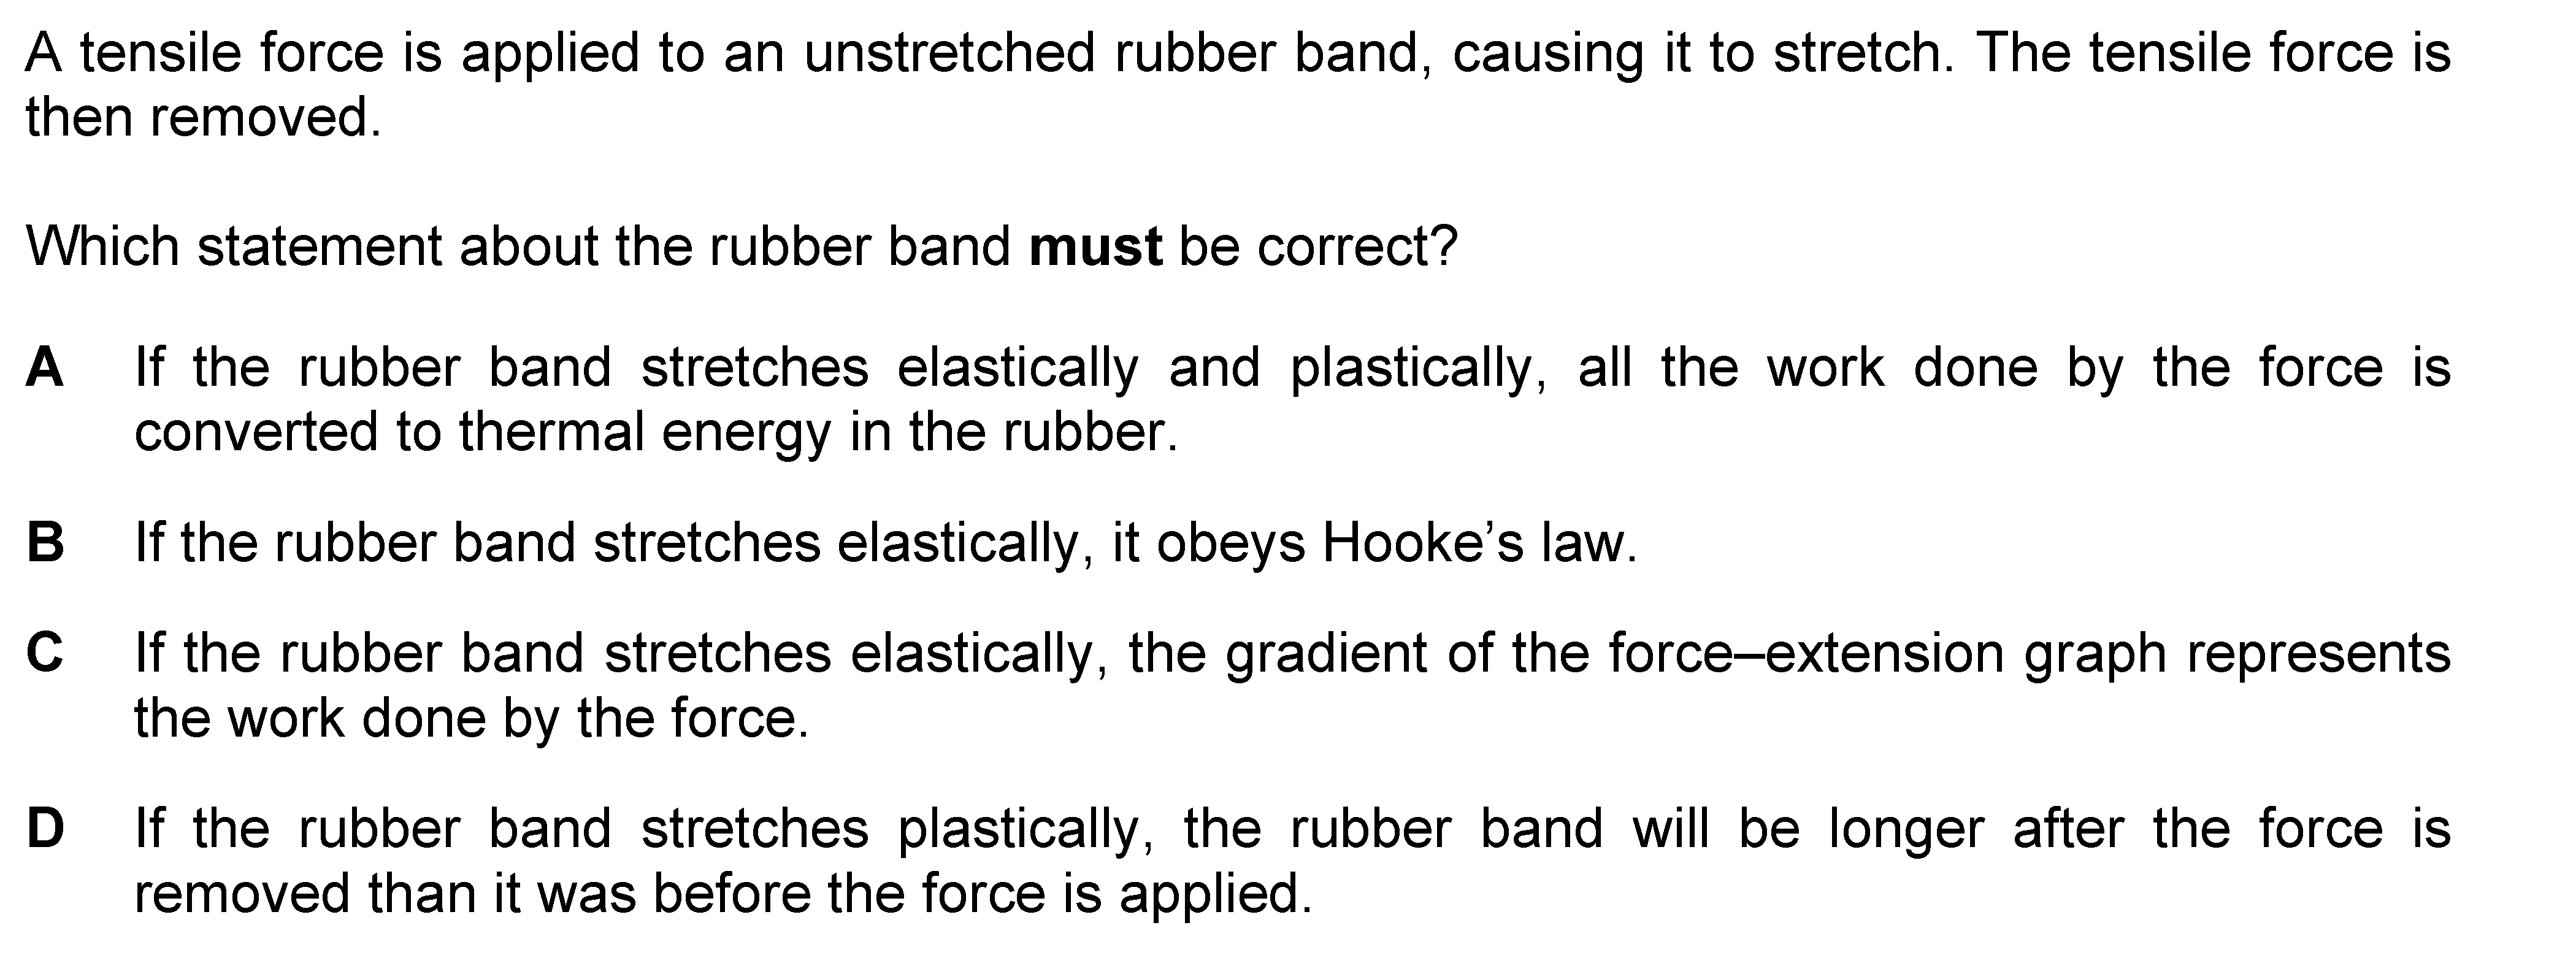 A tensile force is applied to an unstretched rubber band, causing it to stretch. The tensile force is
then removed.
Which statement about the rubber band must be correct?
A If the rubber band stretches elastically and plastically, all the work done by the force is
converted to thermal energy in the rubber.
B If the rubber band stretches elastically, it obeys Hooke’s law.
C If the rubber band stretches elastically, the gradient of the force–extension graph represents
the work done by the force.
D If the rubber band stretches plastically, the rubber band will be longer after the force is
removed than it was before the force is applied.